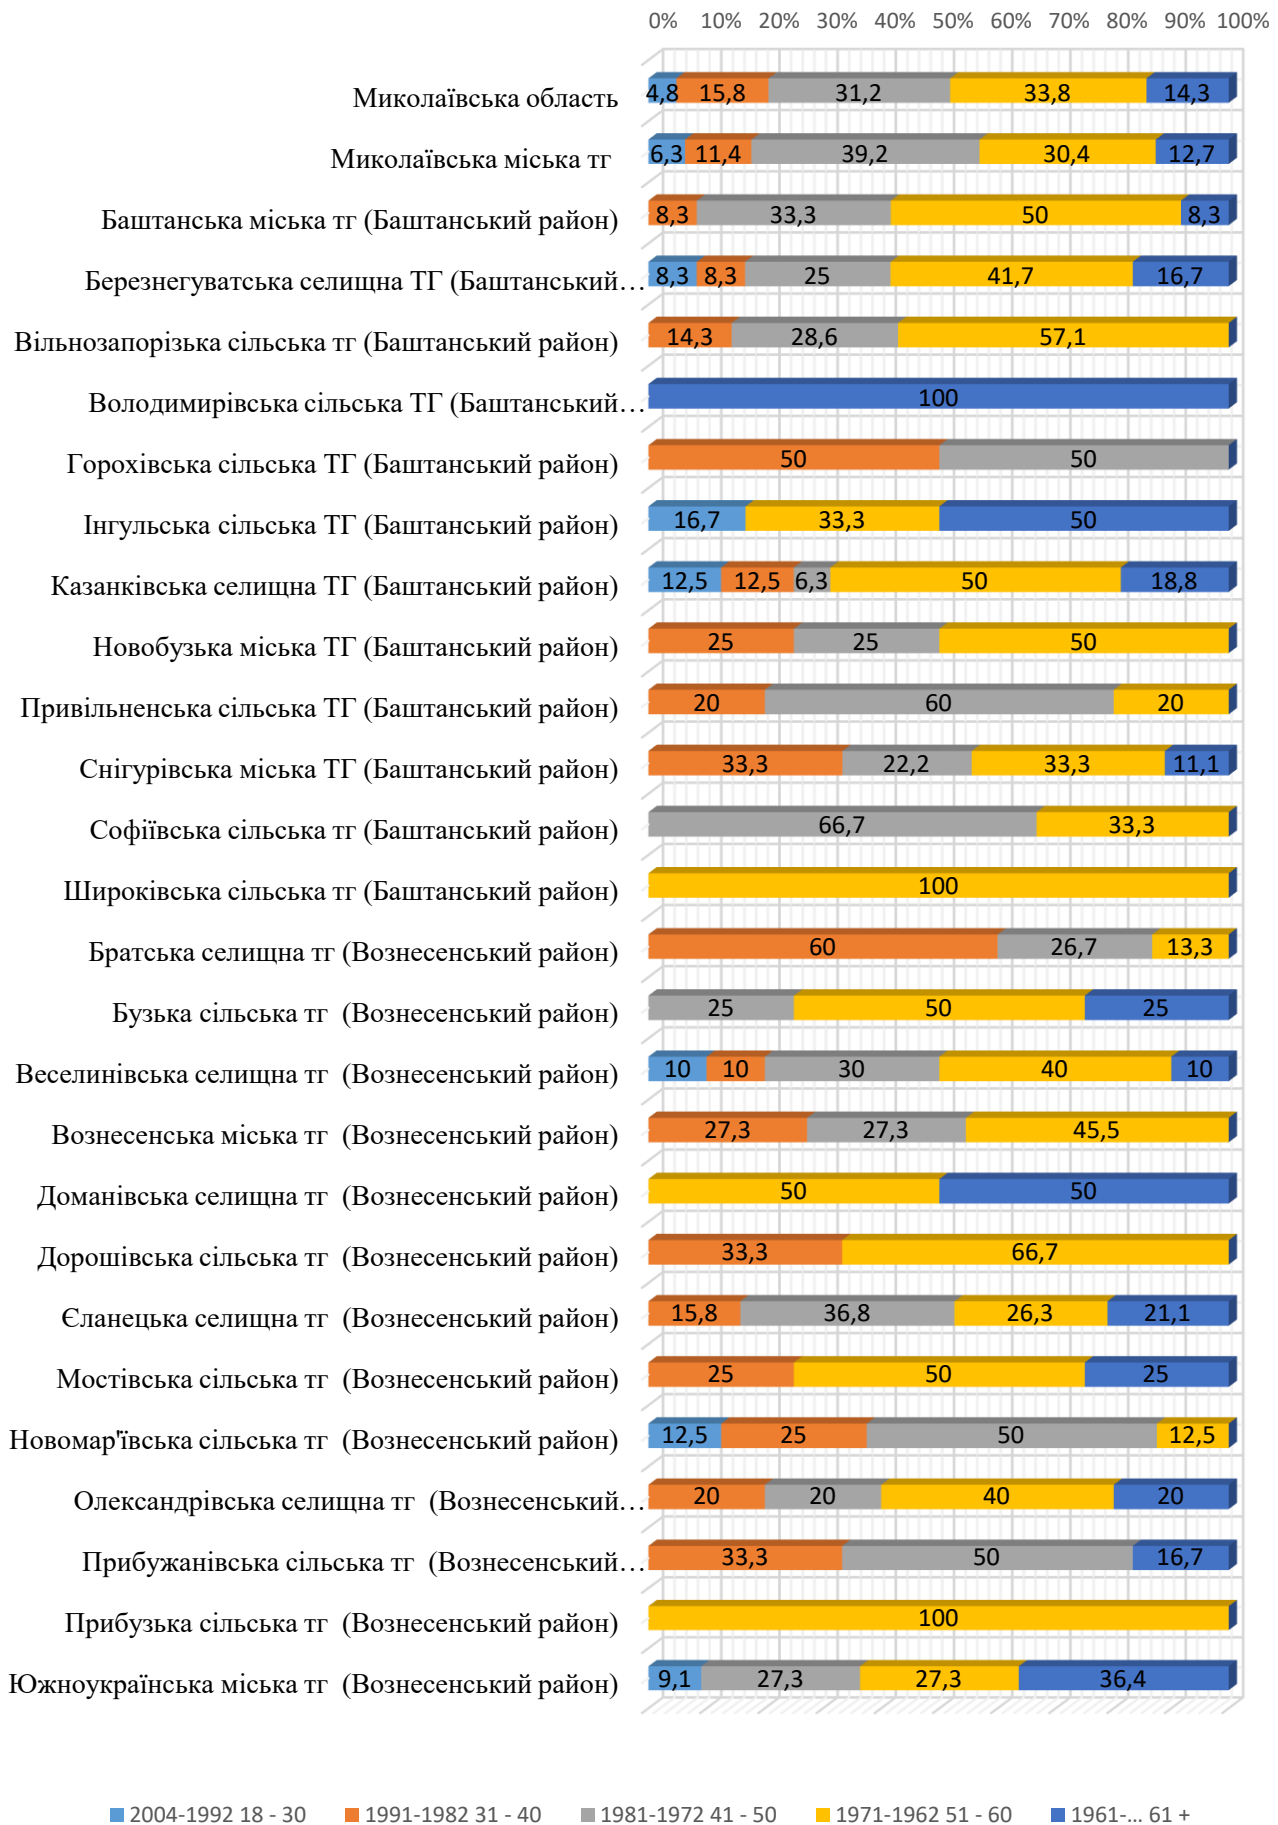 0% 10% 20% 30% 40% 50% 60% 70% 80% 90% 100%
Миколаївська область 4,8 15,8 31,2 33,8 14,3
Миколаївська міська тг 6,3 11,4 39,2 30,4 12,7
Баштанська міська тг (Баштанський район) 8,3 33,3 50 8,3
Березнегуватська селищна ТГ (Баштанський… 8,3 8,3 25 41,7 16,7
Вільнозапорізька сільська тг (Баштанський район) 14,3 28,6 57,1
Володимирівська сільська ТГ (Баштанський… 100
Горохівська сільська ТГ (Баштанський район) 50 50
Інгульська сільська ТГ (Баштанський район) 16,7 33,3 50
Казанківська селищна ТГ (Баштанський район) 12,5 12,5 6,3 50 18,8
Новобузька міська ТГ (Баштанський район) 25 25 50
Привільненська сільська ТГ (Баштанський район) 20 60 20
Снігурівська міська ТГ (Баштанський район) 33,3 22,2 33,3 11,1
Софіївська сільська тг (Баштанський район) 66,7 33,3
Широківська сільська тг (Баштанський район) 100
Братська селищна тг (Вознесенський район) 60 26,7 13,3
Бузька сільська тг (Вознесенський район) 25 50 25
Веселинівська селищна тг (Вознесенський район) 10 10 30 40 10
Вознесенська міська тг (Вознесенський район) 27,3 27,3 45,5
Доманівська селищна тг (Вознесенський район) 50 50
Дорошівська сільська тг (Вознесенський район) 33,3 66,7
Єланецька селищна тг (Вознесенський район) 15,8 36,8 26,3 21,1
Мостівська сільська тг (Вознесенський район) 25 50 25
Новомар'ївська сільська тг (Вознесенський район) 12,5 25 50 12,5
Олександрівська селищна тг (Вознесенський… 20 20 40 20
Прибужанівська сільська тг (Вознесенський… 33,3 50 16,7
Прибузька сільська тг (Вознесенський район) 100
Южноукраїнська міська тг (Вознесенський район) 9,1 27,3 27,3 36,4
2004-1992 18 - 30 1991-1982 31 - 40 1981-1972 41 - 50 1971-1962 51 - 60 1961-... 61 +